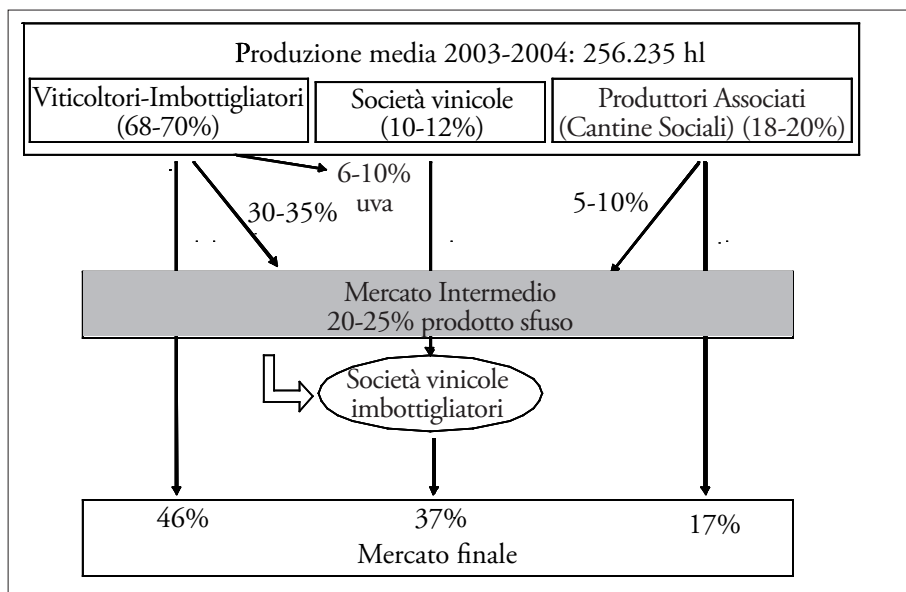 Produzione media 2003-2004: 256.235 hl
Viticoltori-Imbottigliatori
(68-70%)
Società vinicole
(10-12%)
Produttori Associati
(Cantine Sociali) (18-20%)
6-10%
uva
30-35%
5-10%
Mercato Intermedio
20-25% prodotto sfuso
Società vinicole
imbottigliatori
46%
37%
17%
Mercato finale